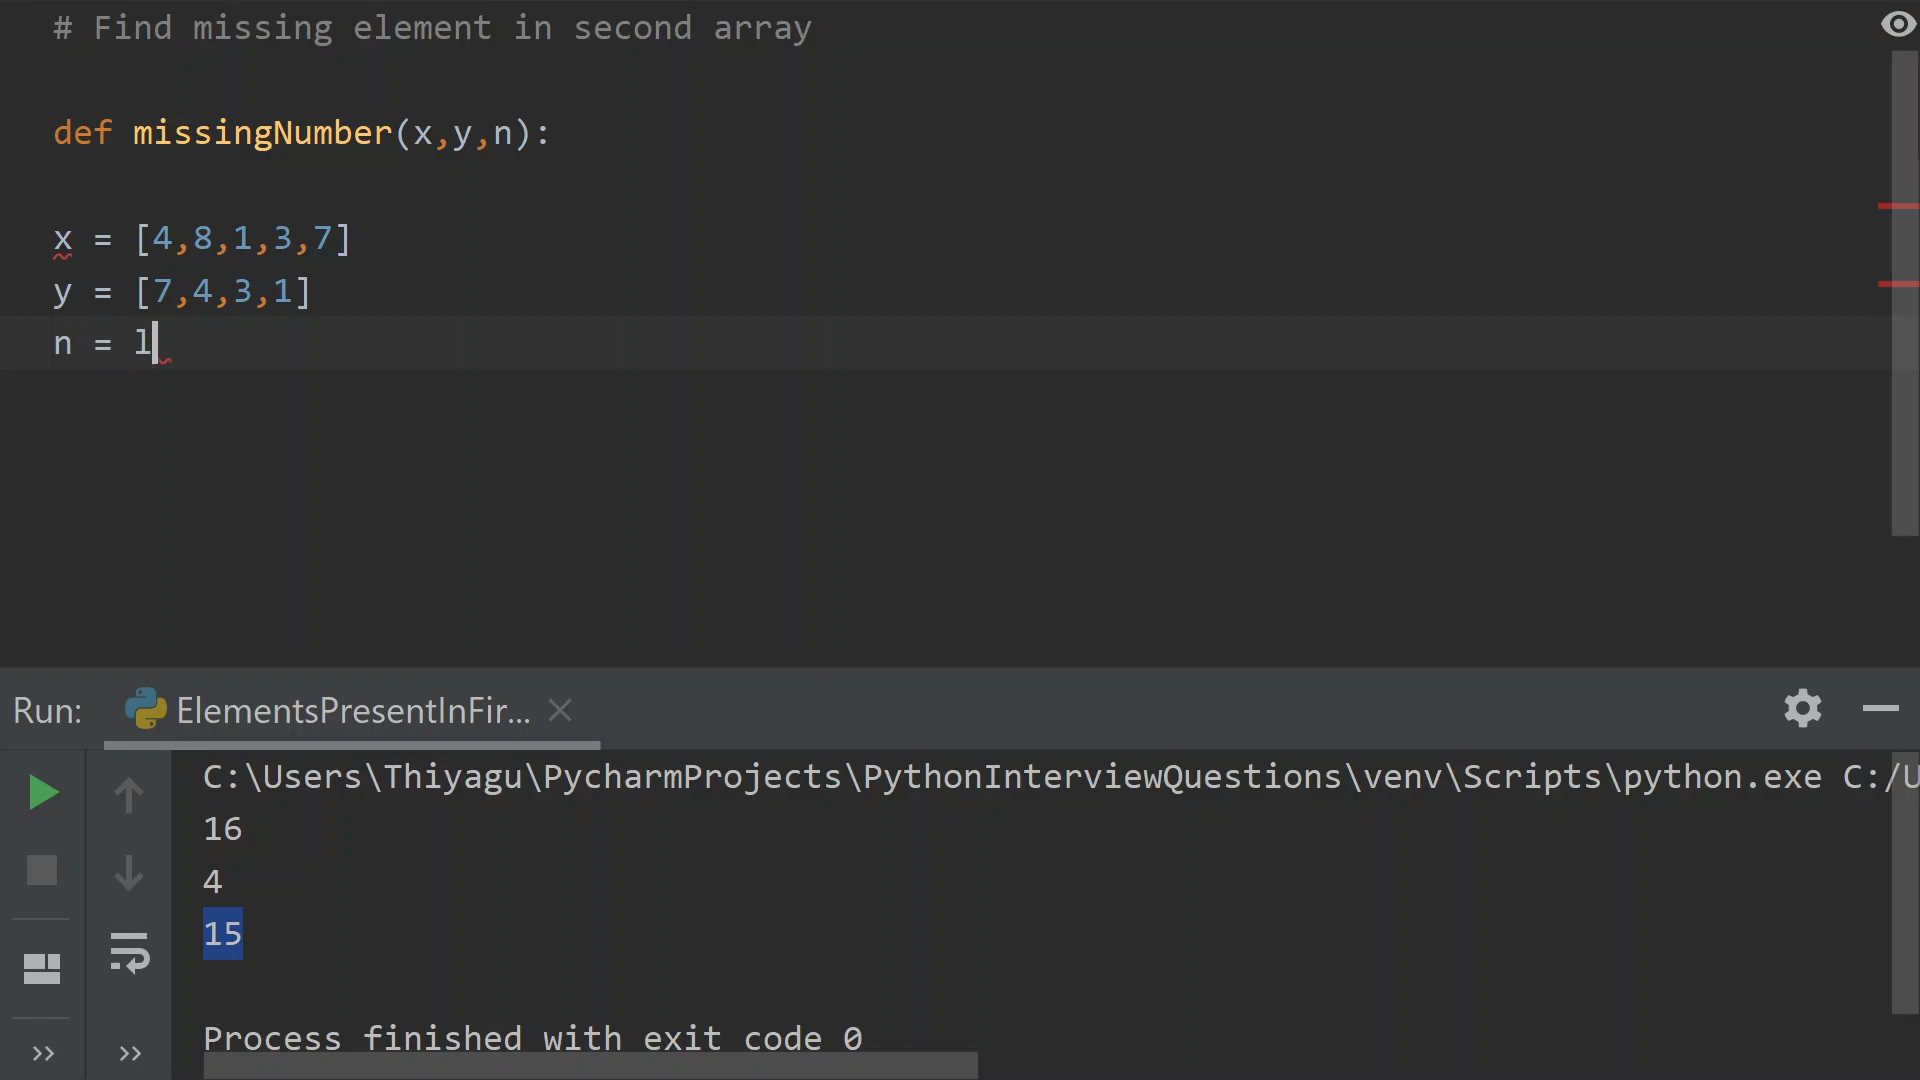 # Find missing element in second array
def missingNumber(x,y,n):
x = [4,8,1,3,7]
y = [7,4,3,1]
n = l
Run: ElementsPresentInFir...
C:\Users\Thiyagu\PycharmProjects\PythonInterviewQuestions\venv\Scripts\python.exe C:/U
16
4
15
Process finished with exit code 0